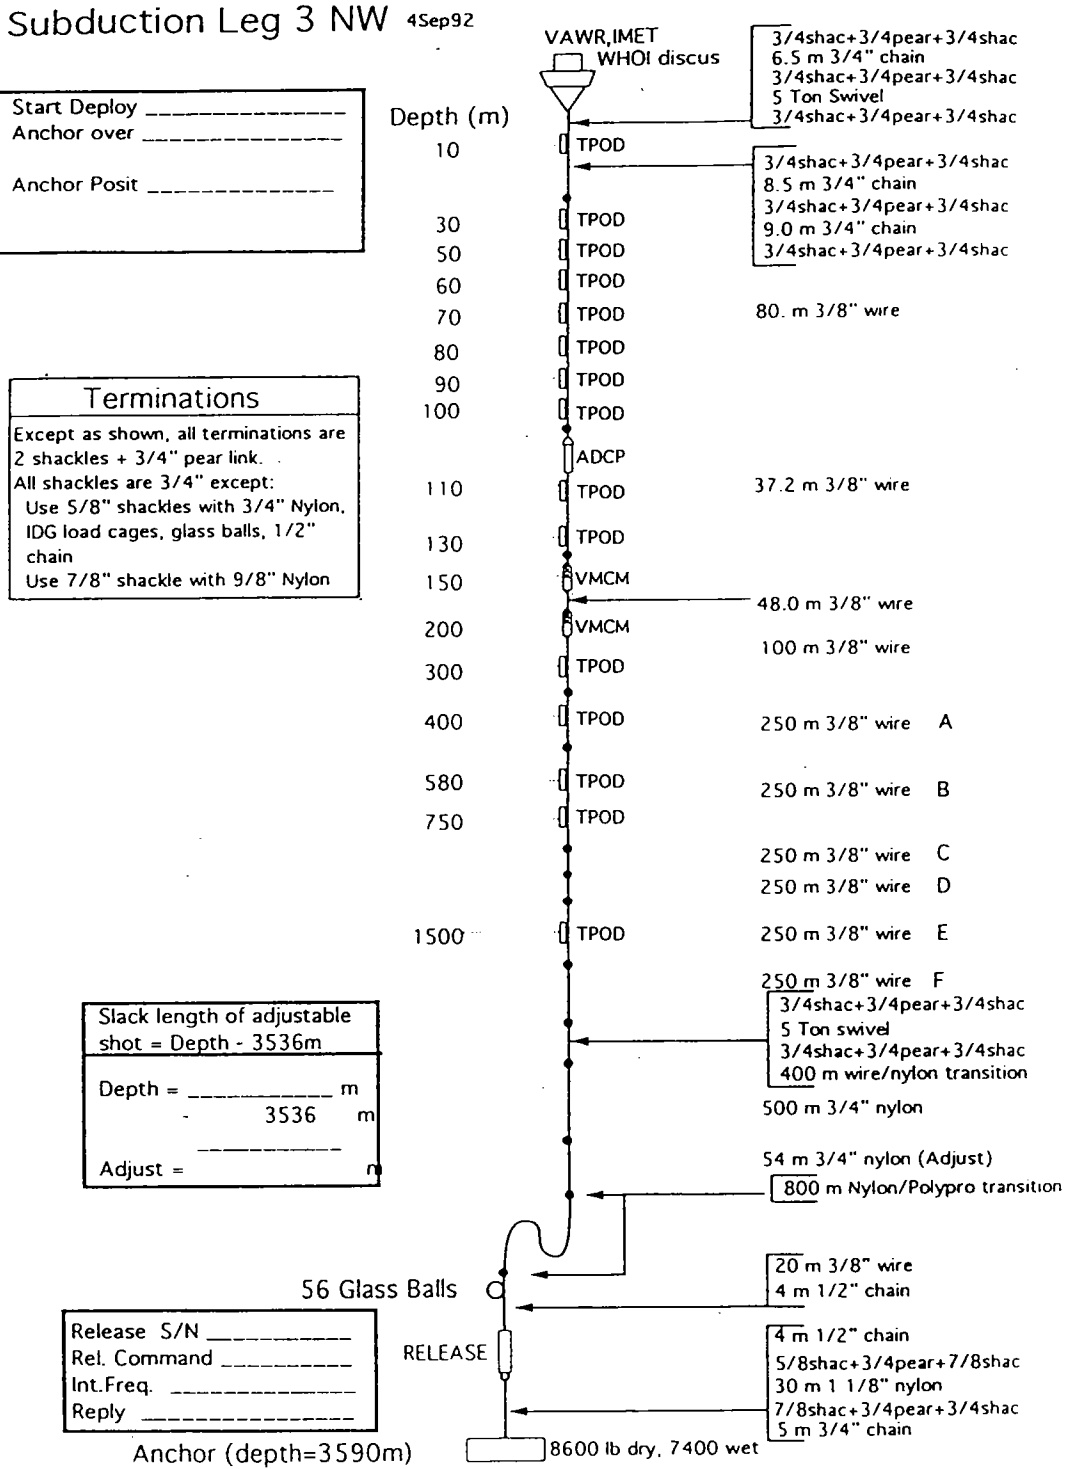 Subduction Leg 3 NW 4Sep92
Start Deploy _______________
Anchor over _______________
Anchor Posit _______________
VAWR,IMET
WHOI discus
3/4shac+3/4pear+3/4shac
6.5 m 3/4" chain
3/4shac+3/4pear+3/4shac
5 Ton Swivel
3/4shac+3/4pear+3/4shac
Depth (m)
10 TPOD
3/4shac+3/4pear+3/4shac
8.5 m 3/4" chain
3/4shac+3/4pear+3/4shac
9.0 m 3/4" chain
3/4shac+3/4pear+3/4shac
30 TPOD
50 TPOD
60 TPOD
70 TPOD 80. m 3/8" wire
80 TPOD
90 TPOD
100 TPOD
Terminations
Except as shown, all terminations are
2 shackles + 3/4" pear link.
All shackles are 3/4" except:
Use 5/8" shackles with 3/4" Nylon,
IDG load cages, glass balls, 1/2"
chain
Use 7/8" shackle with 9/8" Nylon
ADCP
110 TPOD 37.2 m 3/8" wire
130 TPOD
150 VMCM
48.0 m 3/8" wire
200 VMCM
100 m 3/8" wire
300 TPOD
400 TPOD 250 m 3/8" wire A
580 TPOD 250 m 3/8" wire B
750 TPOD
250 m 3/8" wire C
250 m 3/8" wire D
1500 TPOD 250 m 3/8" wire E
250 m 3/8" wire F
3/4shac+3/4pear+3/4shac
5 Ton swivel
3/4shac+3/4pear+3/4shac
400 m wire/nylon transition
Slack length of adjustable
shot = Depth - 3536m
Depth = ____________ m
- 3536 m
____________
Adjust = m
500 m 3/4" nylon
54 m 3/4" nylon (Adjust)
800 m Nylon/Polypro transition
20 m 3/8" wire
4 m 1/2" chain
56 Glass Balls
Release S/N ____________
Rel. Command ____________
Int.Freq. ____________
Reply ____________
RELEASE
4 m 1/2" chain
5/8shac+3/4pear+7/8shac
30 m 1 1/8" nylon
7/8shac+3/4pear+3/4shac
5 m 3/4" chain
Anchor (depth=3590m) 8600 lb dry, 7400 wet